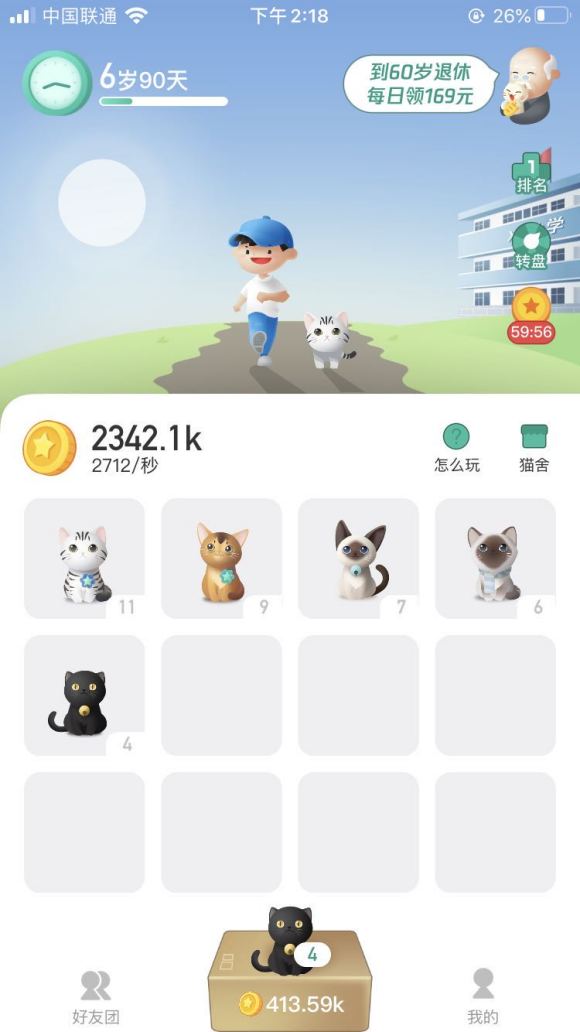 中国联通
下午2:18
26%
6岁90天
到60岁退休
每日领169元
1
排名
学
转盘
59:56
2342.1k
2712/秒
怎么玩
猫舍
11
9
7
6
4
4
413.59k
好友团
我的